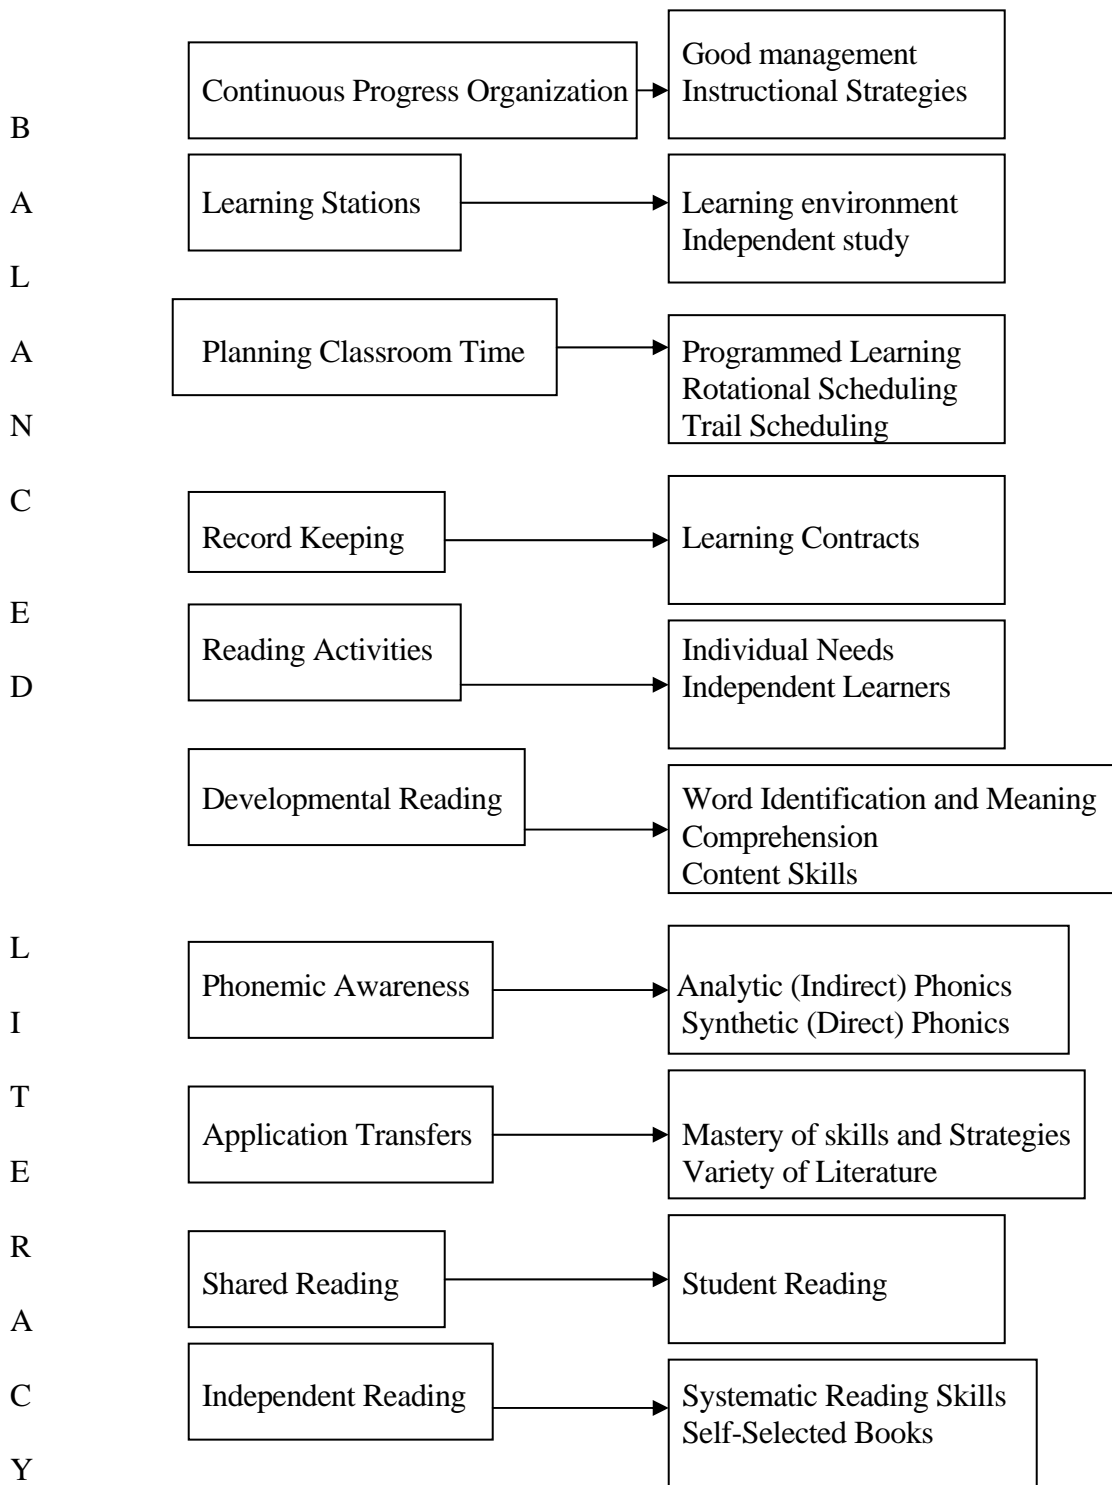 Good management
Continuous Progress Organization
Instructional Strategies
B
A
Learning Stations
Learning environment
Independent study
L
A
Planning Classroom Time
Programmed Learning
Rotational Scheduling
N
Trail Scheduling
C
Record Keeping
Learning Contracts
E
Reading Activities
Individual Needs
D
Independent Learners
Developmental Reading
Word Identification and Meaning
Comprehension
Content Skills
L
Phonemic Awareness
Analytic (Indirect) Phonics
I
Synthetic (Direct) Phonics
T
Application Transfers
Mastery of skills and Strategies
E
Variety of Literature
R
Shared Reading
Student Reading
A
C
Independent Reading
Systematic Reading Skills
Self-Selected Books
Y